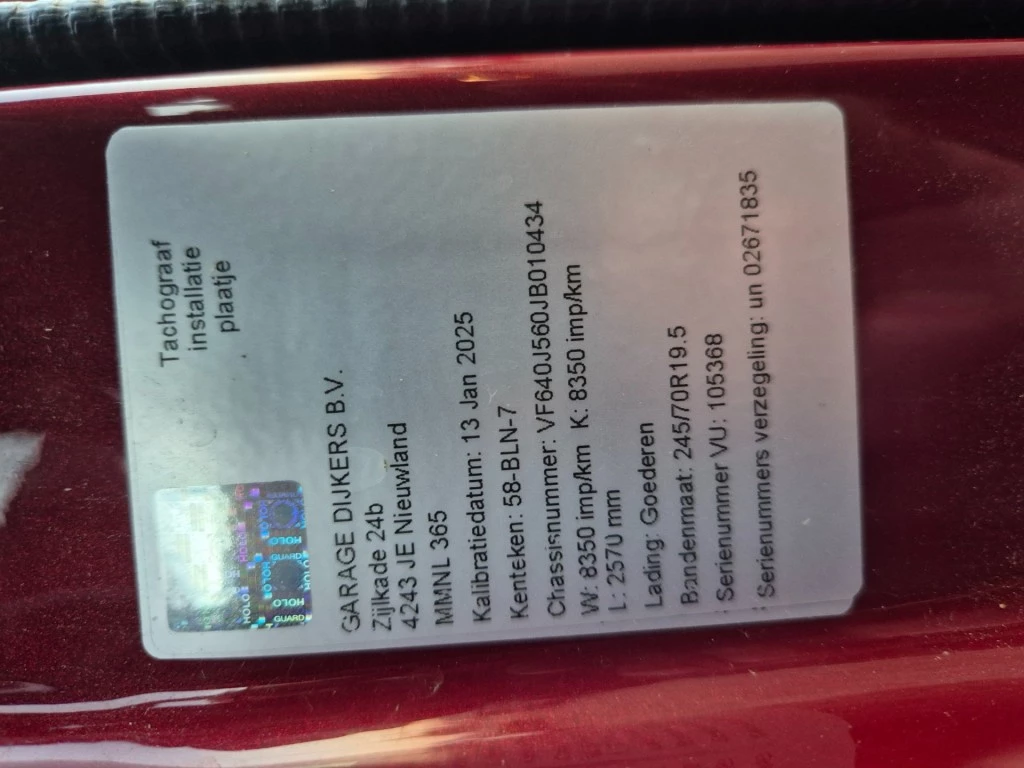 Tachograaf
installatie
plaatje
HOLO
GUARD
GARAGE DIJKERS B.V.
Zijlkade 24b
4243 JE Nieuwland
MMNL 365
Kalibratiedatum: 13 Jan 2025
Kenteken: 58-BLN-7
Chassisnummer: VF640J560JB010434
W: 8350 imp/km K: 8350 imp/km
L: 2570 mm
Lading: Goederen
Bandenmaat: 245/70R19.5
Serienummer VU: 105368
Serienummers verzegeling: un 02671835